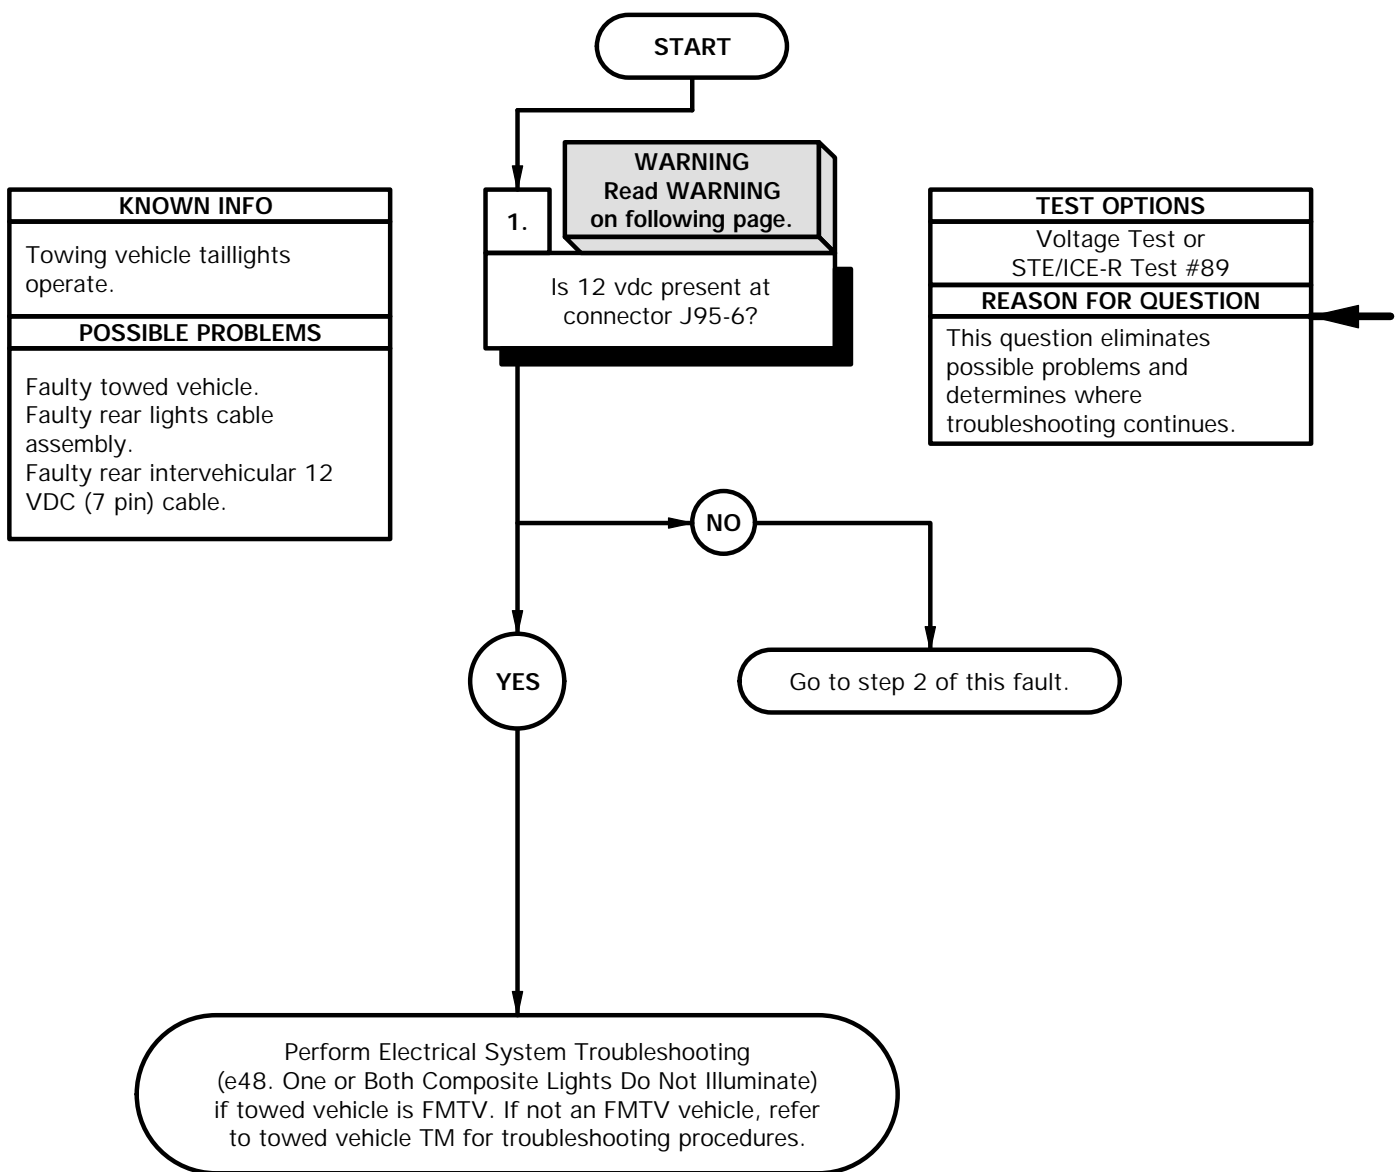 START
WARNING
Read WARNING
on following page.
1.
Is 12 vdc present at
connector J95-6?
KNOWN INFO
Towing vehicle taillights
operate.
POSSIBLE PROBLEMS
Faulty towed vehicle.
Faulty rear lights cable
assembly.
Faulty rear intervehicular 12
VDC (7 pin) cable.
TEST OPTIONS
Voltage Test or
STE/ICE-R Test #89
REASON FOR QUESTION
This question eliminates
possible problems and
determines where
troubleshooting continues.
NO
YES
Go to step 2 of this fault.
Perform Electrical System Troubleshooting
(e48. One or Both Composite Lights Do Not Illuminate)
if towed vehicle is FMTV. If not an FMTV vehicle, refer
to towed vehicle TM for troubleshooting procedures.